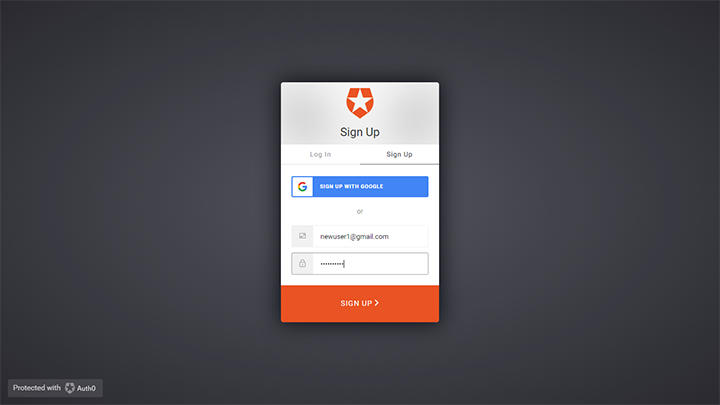 Sign Up
Log In Sign Up
SIGN UP WITH GOOGLE
or
newuser1@gmail.com
••••••••••
SIGN UP
Protected with Auth0